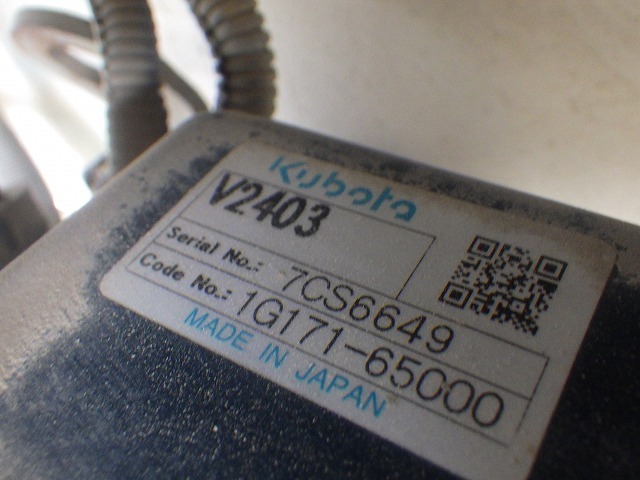 Kubota
V2403
Serial No.: 7CS6649
Code No.: 1G171-65000
MADE IN JAPAN